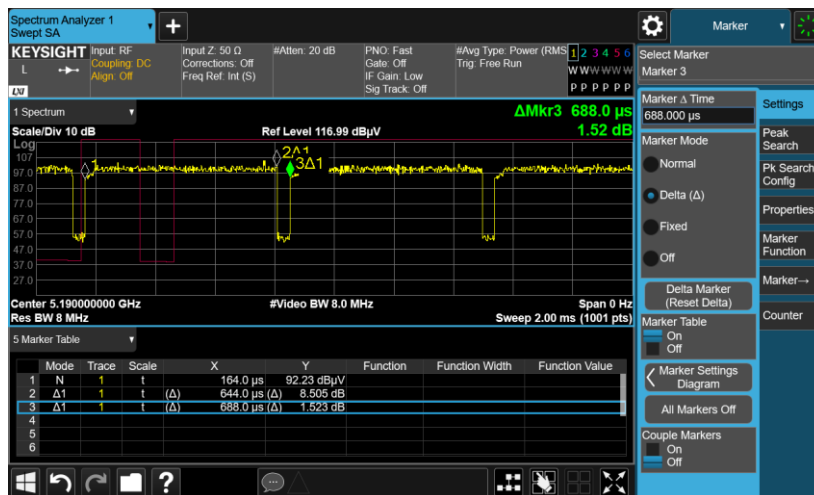 Spectrum Analyzer 1
Swept SA
Marker
KEYSIGHT
L
LXI
Input: RF
Coupling: DC
Align: Off
Input Z: 50 Ω
Corrections: Off
Freq Ref: Int (S)
#Atten: 20 dB
PNO: Fast
Gate: Off
IF Gain: Low
Sig Track: Off
#Avg Type: Power (RMS
Trig: Free Run
1 2 3 4 5 6
W W W W W W
P P P P P P
Select Marker
Marker 3
1 Spectrum
ΔMkr3 688.0 µs
1.52 dB
Scale/Div 10 dB
Ref Level 116.99 dBµV
Log
107
97.0
87.0
77.0
67.0
57.0
47.0
37.0
27.0
1
2Δ1
3Δ1
Center 5.190000000 GHz
#Video BW 8.0 MHz
Span 0 Hz
Res BW 8 MHz
Sweep 2.00 ms (1001 pts)
5 Marker Table
Mode Trace Scale X Y Function Function Width Function Value
1 N 1 t 164.0 µs 92.23 dBµV
2 Δ1 1 t (Δ) 644.0 µs (Δ) 8.505 dB
3 Δ1 1 t (Δ) 688.0 µs (Δ) 1.523 dB
4
5
6
Marker Δ Time
688.000 µs
Marker Mode
Normal
Delta (Δ)
Fixed
Off
Delta Marker
(Reset Delta)
Marker Table
On
Off
Marker Settings
Diagram
All Markers Off
Couple Markers
On
Off
Settings
Peak
Search
Pk Search
Config
Properties
Marker
Function
Marker→
Counter
?